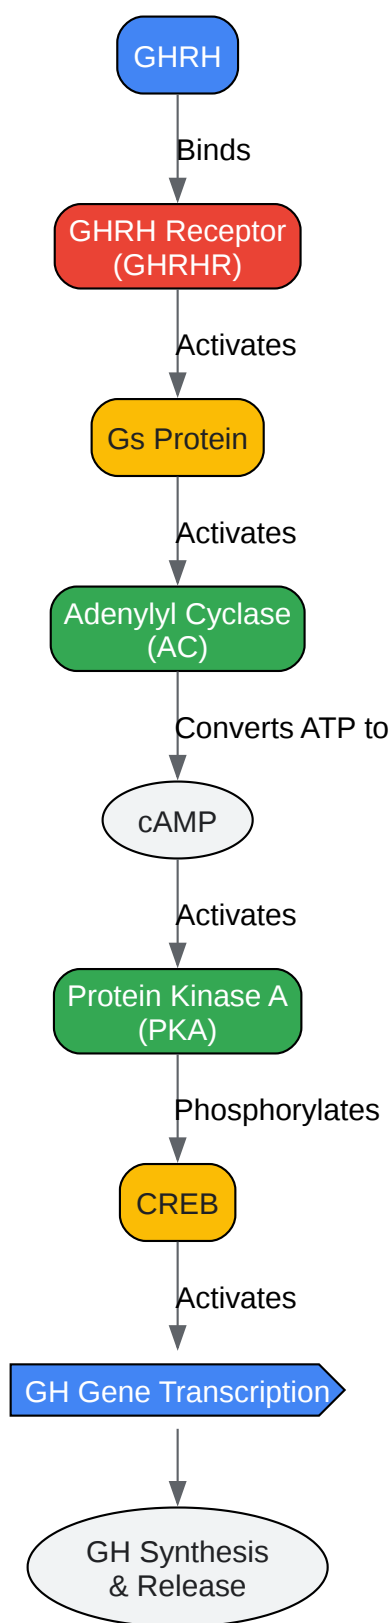 GHRH
Binds
GHRH Receptor
(GHRHR)
Activates
Gs Protein
Activates
Adenylyl Cyclase
(AC)
Converts ATP to
cAMP
Activates
Protein Kinase A
(PKA)
Phosphorylates
CREB
Activates
GH Gene Transcription
GH Synthesis
& Release